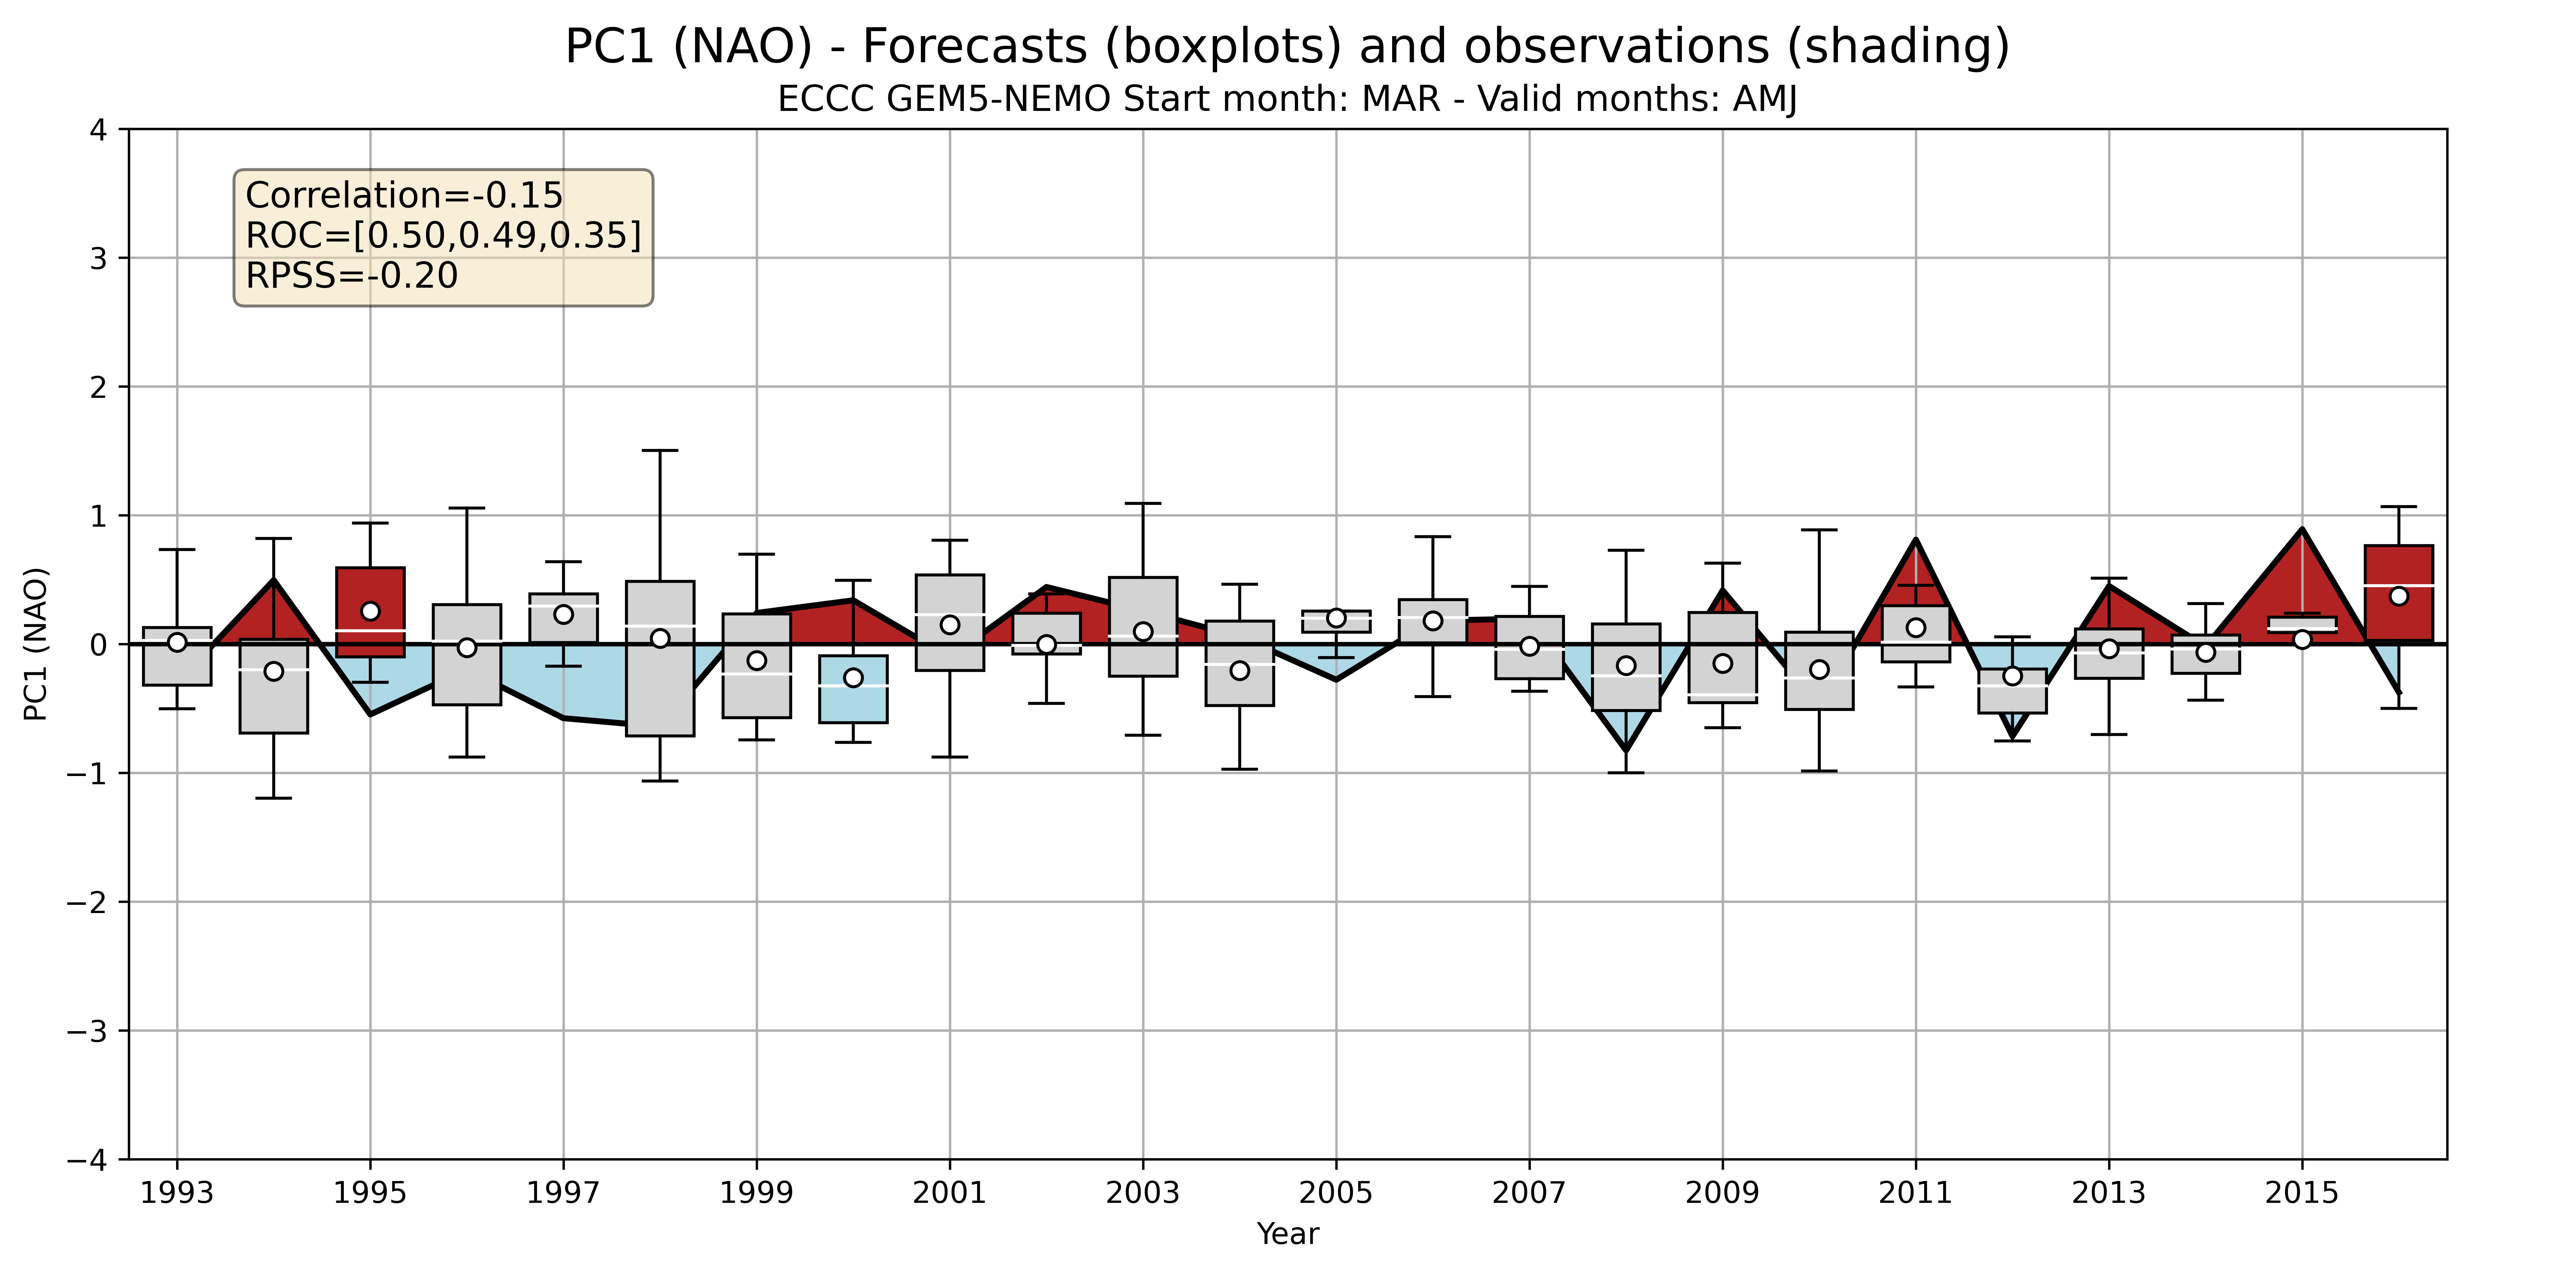 PC1 (NAO) - Forecasts (boxplots) and observations (shading)
ECCC GEM5-NEMO Start month: MAR - Valid months: AMJ
Correlation=-0.15
ROC=[0.50,0.49,0.35]
RPSS=-0.20
PC1 (NAO)
4
3
2
1
0
−1
−2
−3
−4
1993 1995 1997 1999 2001 2003 2005 2007 2009 2011 2013 2015
Year